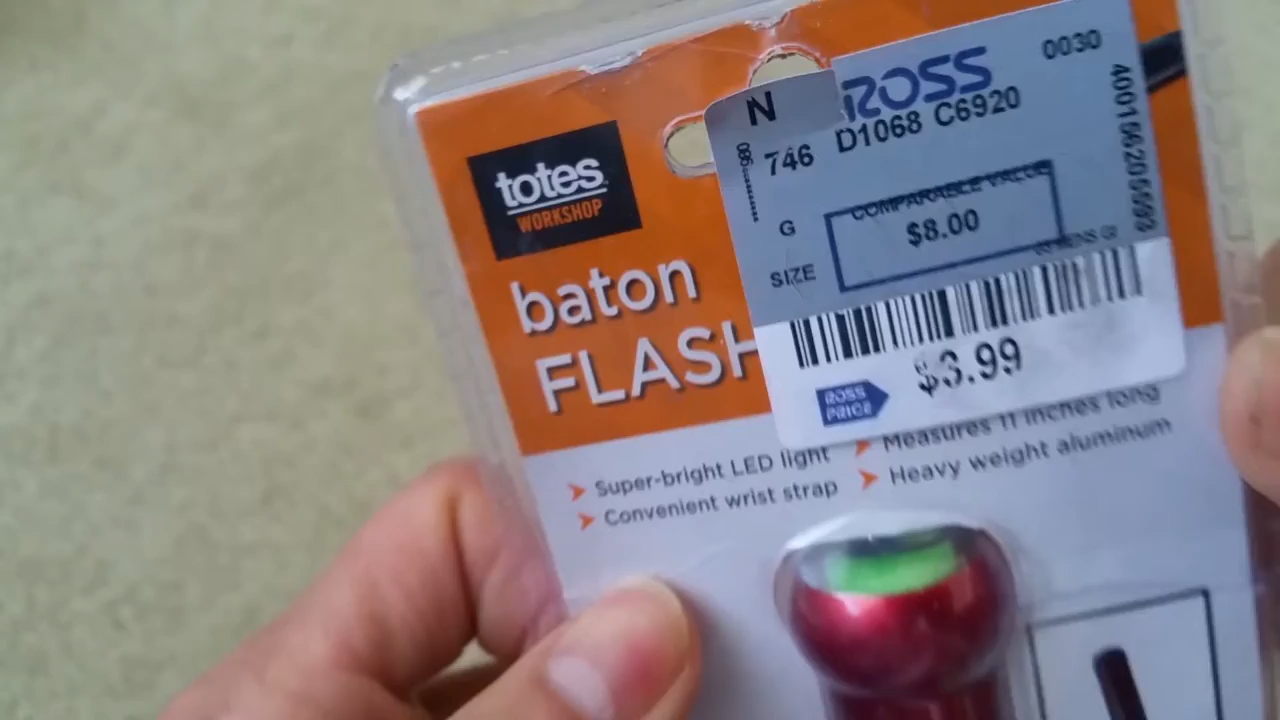 totes
WORKSHOP
baton
FLASH
Super-bright LED light
Convenient wrist strap
Measures 11 inches long
Heavy weight aluminum
N
ROSS
0030
746 D1068 C6920
COMPARABLE VALUE
G
$8.00
SIZE
$3.99
ROSS
PRICE